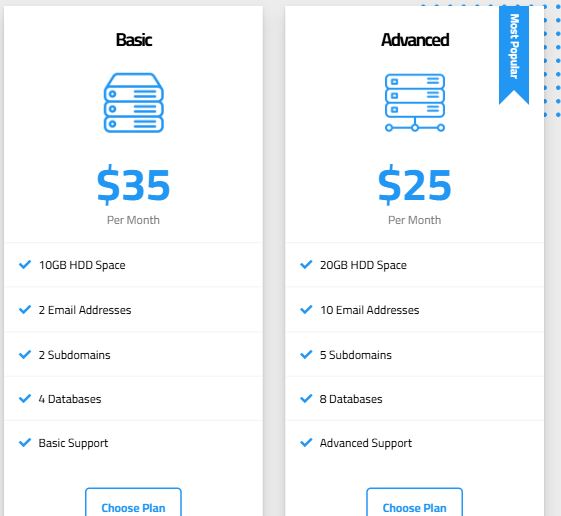 Basic
$35
Per Month
10GB HDD Space
2 Email Addresses
2 Subdomains
4 Databases
Basic Support
Choose Plan
Advanced
Most Popular
$25
Per Month
20GB HDD Space
10 Email Addresses
5 Subdomains
8 Databases
Advanced Support
Choose Plan